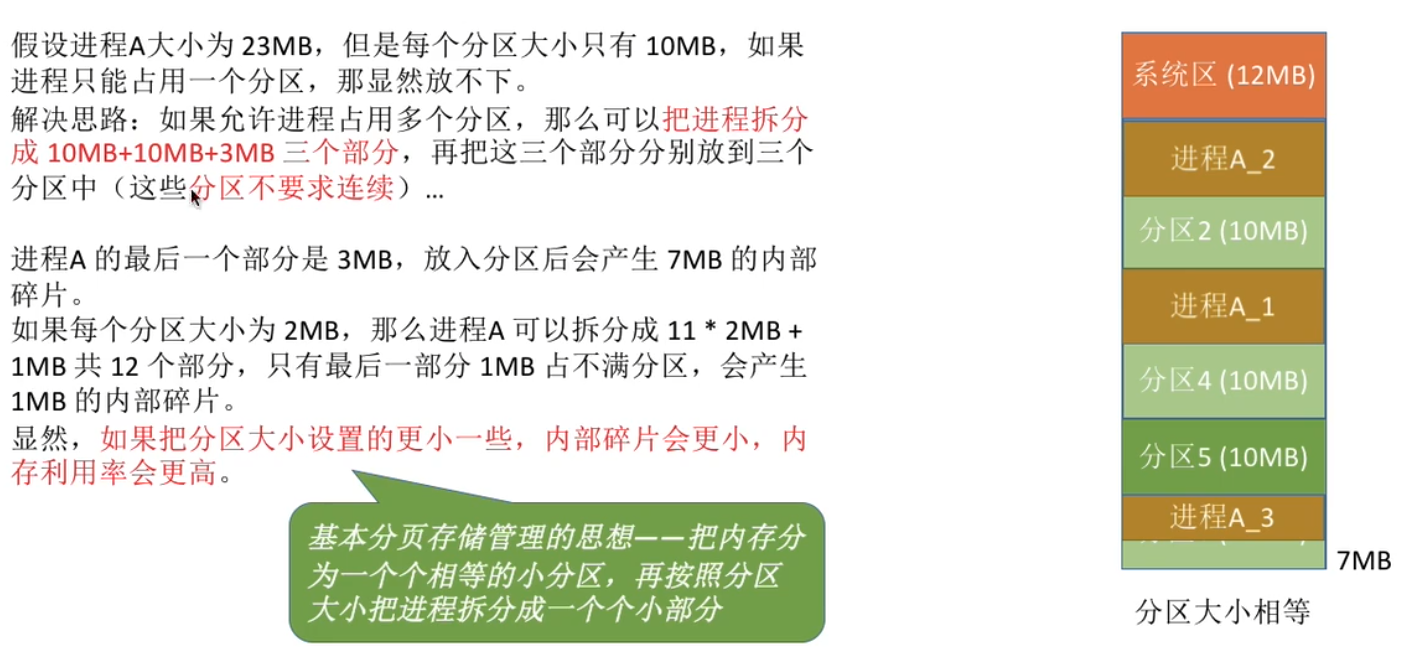 假设进程A大小为 23MB，但是每个分区大小只有 10MB，如果
进程只能占用一个分区，那显然放不下。
解决思路：如果允许进程占用多个分区，那么可以把进程拆分
成 10MB+10MB+3MB 三个部分，再把这三个部分分别放到三个
分区中（这些分区不要求连续）...
进程A 的最后一个部分是 3MB，放入分区后会产生 7MB 的内部
碎片。
如果每个分区大小为 2MB，那么进程A 可以拆分成 11 * 2MB +
1MB 共 12 个部分，只有最后一部分 1MB 占不满分区，会产生
1MB 的内部碎片。
显然，如果把分区大小设置的更小一些，内部碎片会更小，内
存利用率会更高。
基本分页存储管理的思想——把内存分
为一个个相等的小分区，再按照分区
大小把进程拆分成一个个小部分
系统区 (12MB)
进程A_2
分区2 (10MB)
进程A_1
分区4 (10MB)
分区5 (10MB)
进程A_3
7MB
分区大小相等